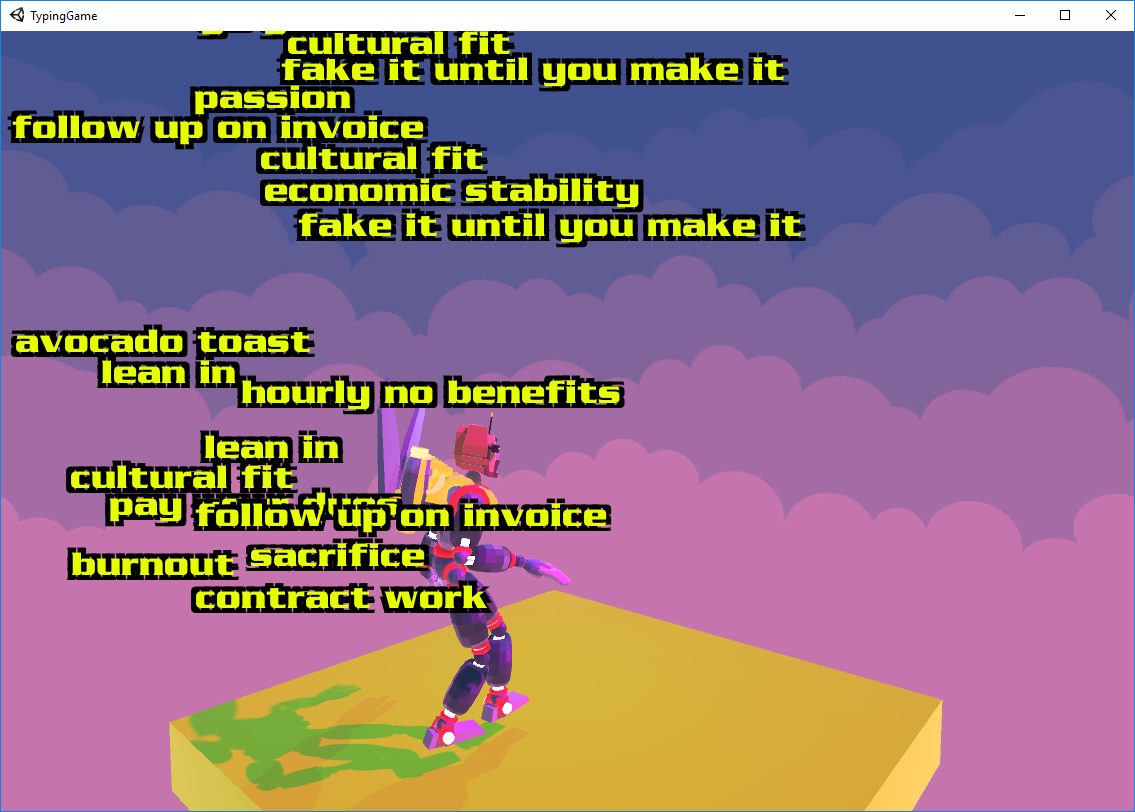 TypingGame
cultural fit
fake it until you make it
passion
follow up on invoice
cultural fit
economic stability
fake it until you make it
avocado toast
lean in
hourly no benefits
lean in
cultural fit
pay your dues
follow up on invoice
sacrifice
burnout
contract work